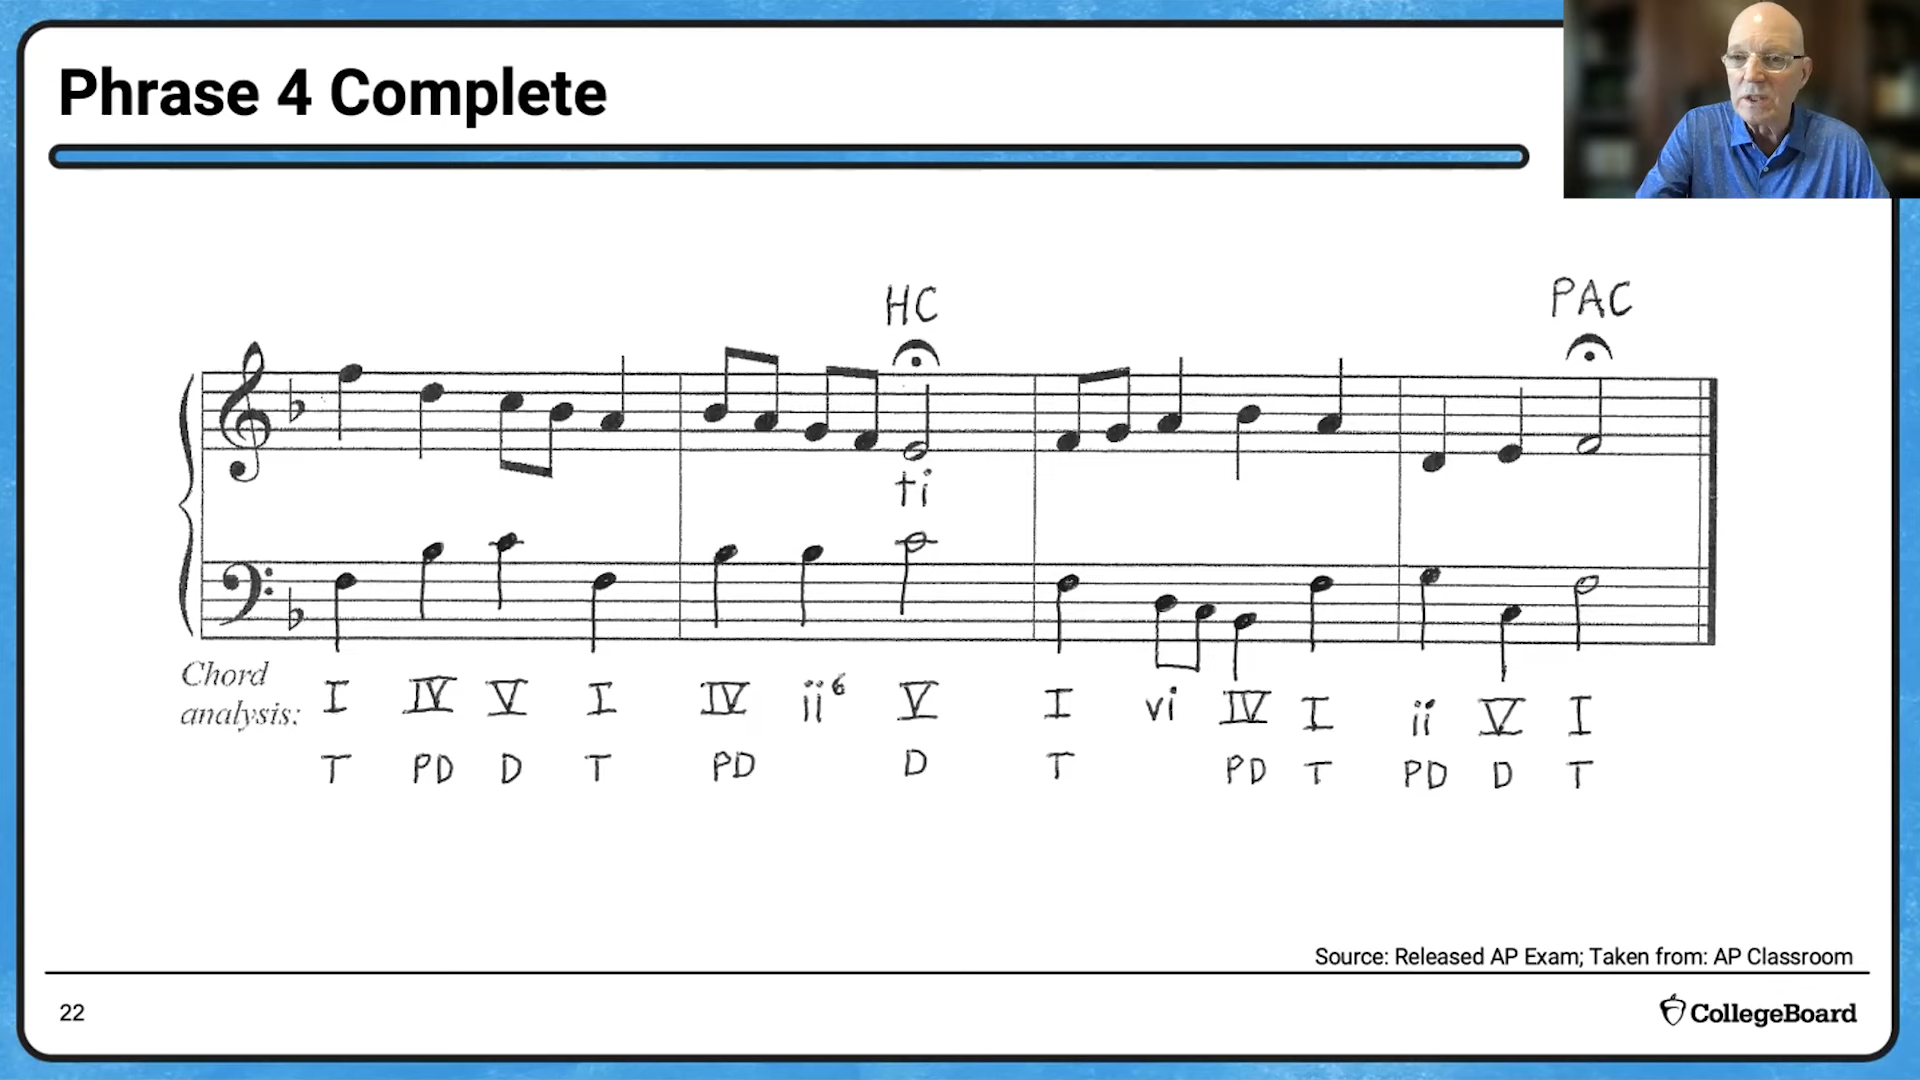 Phrase 4 Complete
HC
PAC
ti
Chord
analysis:
I IV V I IV ii⁶ V I vi IV I ii V I
T PD D T PD D T PD T PD D T
Source: Released AP Exam; Taken from: AP Classroom
22
CollegeBoard